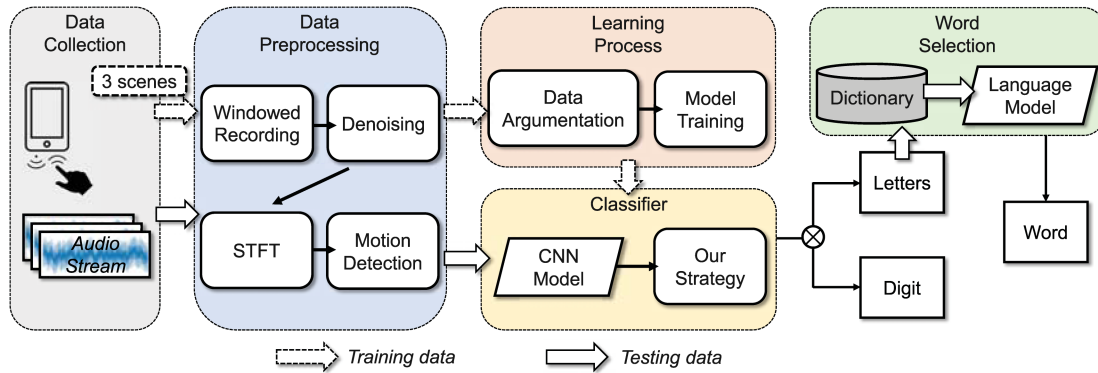 Data
Collection
3 scenes
Audio
Stream
Data
Preprocessing
Windowed
Recording
Denoising
STFT
Motion
Detection
Learning
Process
Data
Argumentation
Model
Training
Classifier
CNN
Model
Our
Strategy
Word
Selection
Dictionary
Language
Model
Letters
Digit
Word
Training data
Testing data